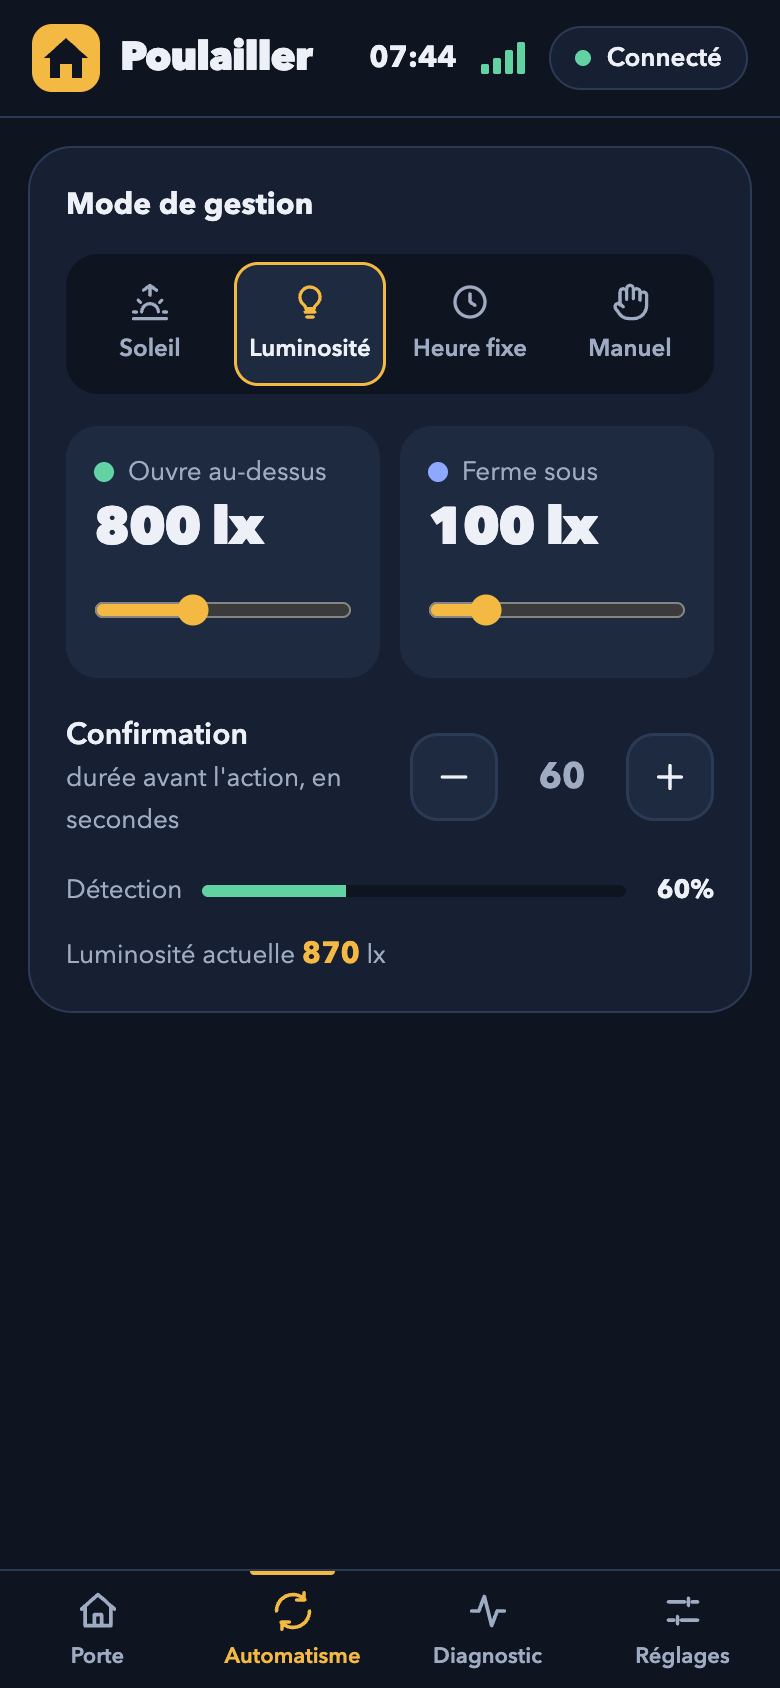 Poulailler
07:44
Connecté
Mode de gestion
Soleil
Luminosité
Heure fixe
Manuel
Ouvre au-dessus
800 lx
Ferme sous
100 lx
Confirmation
durée avant l'action, en
secondes
60
Détection
60%
Luminosité actuelle 870 lx
Porte
Automatisme
Diagnostic
Réglages